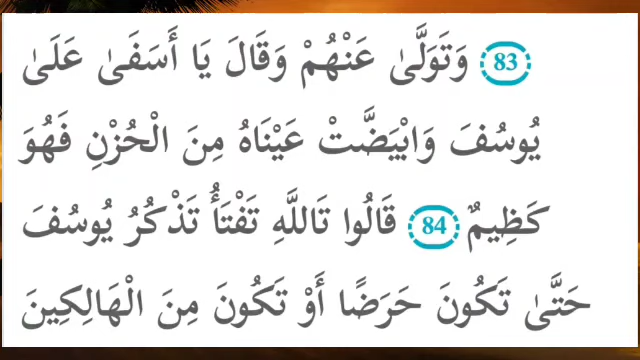 83 وَتَوَلَّىٰ عَنْهُمْ وَقَالَ يَا أَسَفَىٰ عَلَىٰ
يُوسُفَ وَابْيَضَّتْ عَيْنَاهُ مِنَ الْحُزْنِ فَهُوَ
كَظِيمٌ 84 قَالُوا تَاللَّهِ تَفْتَأُ تَذْكُرُ يُوسُفَ
حَتَّىٰ تَكُونَ حَرَضًا أَوْ تَكُونَ مِنَ الْهَالِكِينَ